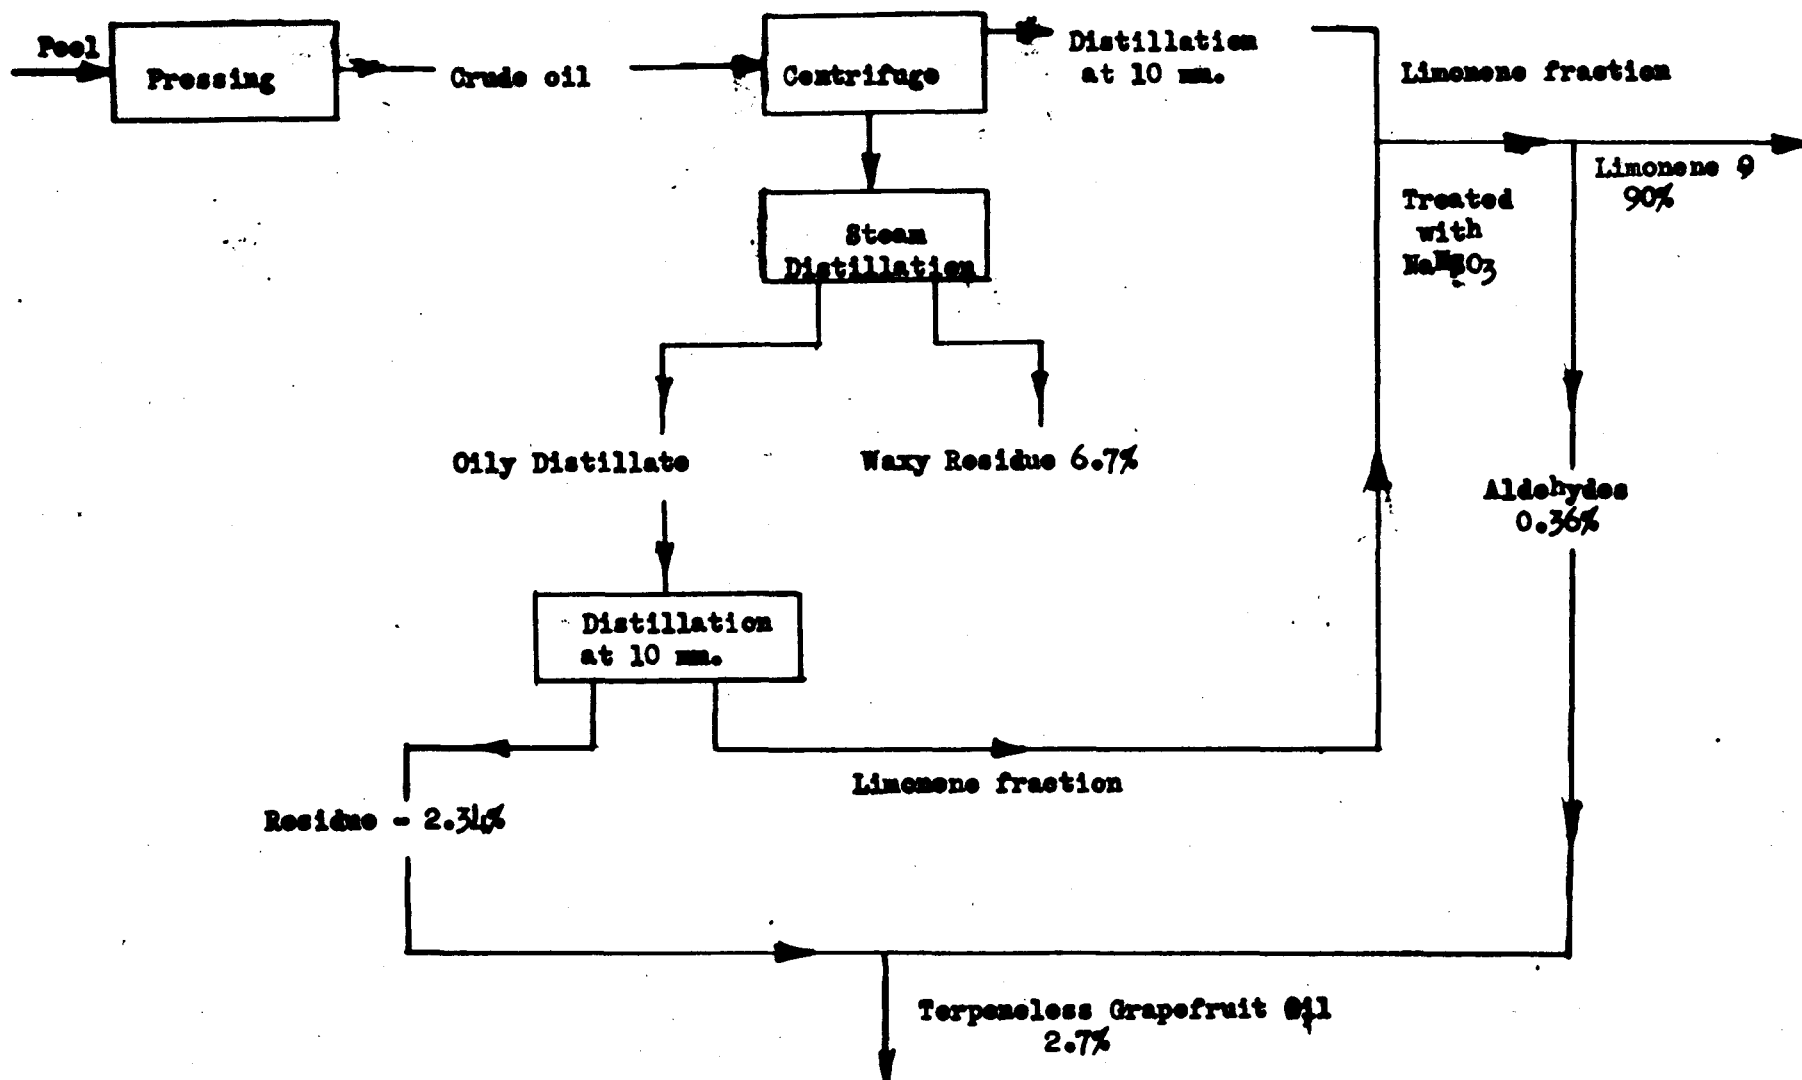 Peel
Pressing
Crude oil
Centrifuge
Distillation
at 10 mm.
Limonene fraction
Limonene
90%
Treated
with
Steam
Distillation
Oily Distillate
Waxy Residue 6.7%
Aldehydes
0.36%
Distillation
at 10 mm.
Limonene fraction
Residue - 2.34%
Terpeneless Grapefruit Oil
2.7%